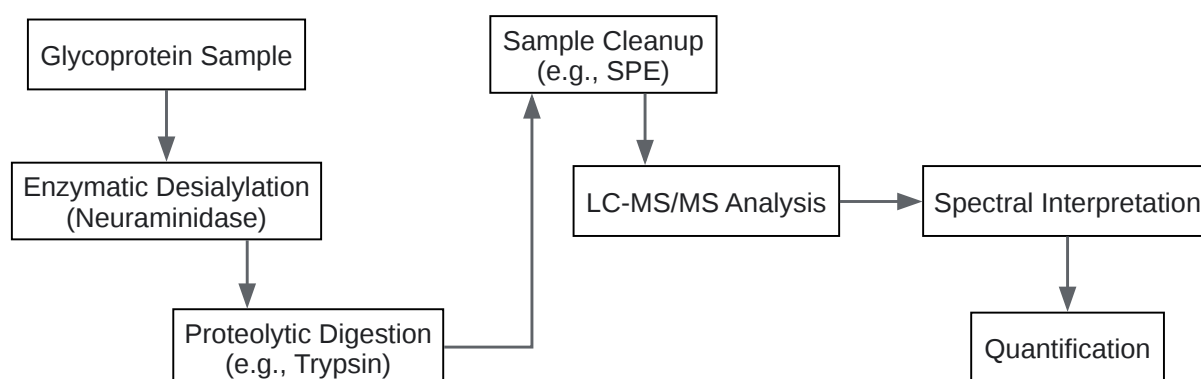 Glycoprotein Sample
Enzymatic Desialylation
(Neuraminidase)
Proteolytic Digestion
(e.g., Trypsin)
Sample Cleanup
(e.g., SPE)
LC-MS/MS Analysis
Spectral Interpretation
Quantification